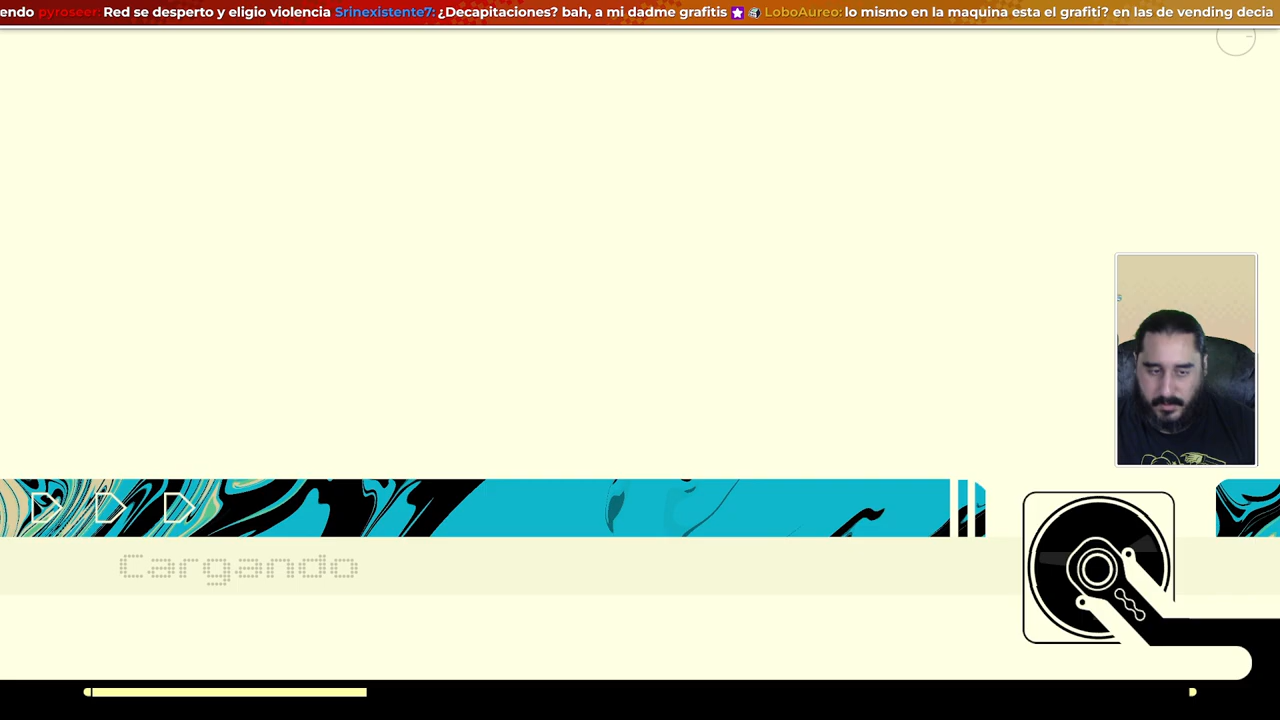 endo pyroseer: Red se desperto y eligio violencia Srinexistente7: ¿Decapitaciones? bah, a mi dadme grafitis LoboAureo: lo mismo en la maquina esta el grafiti? en las de vending decia
Cargando